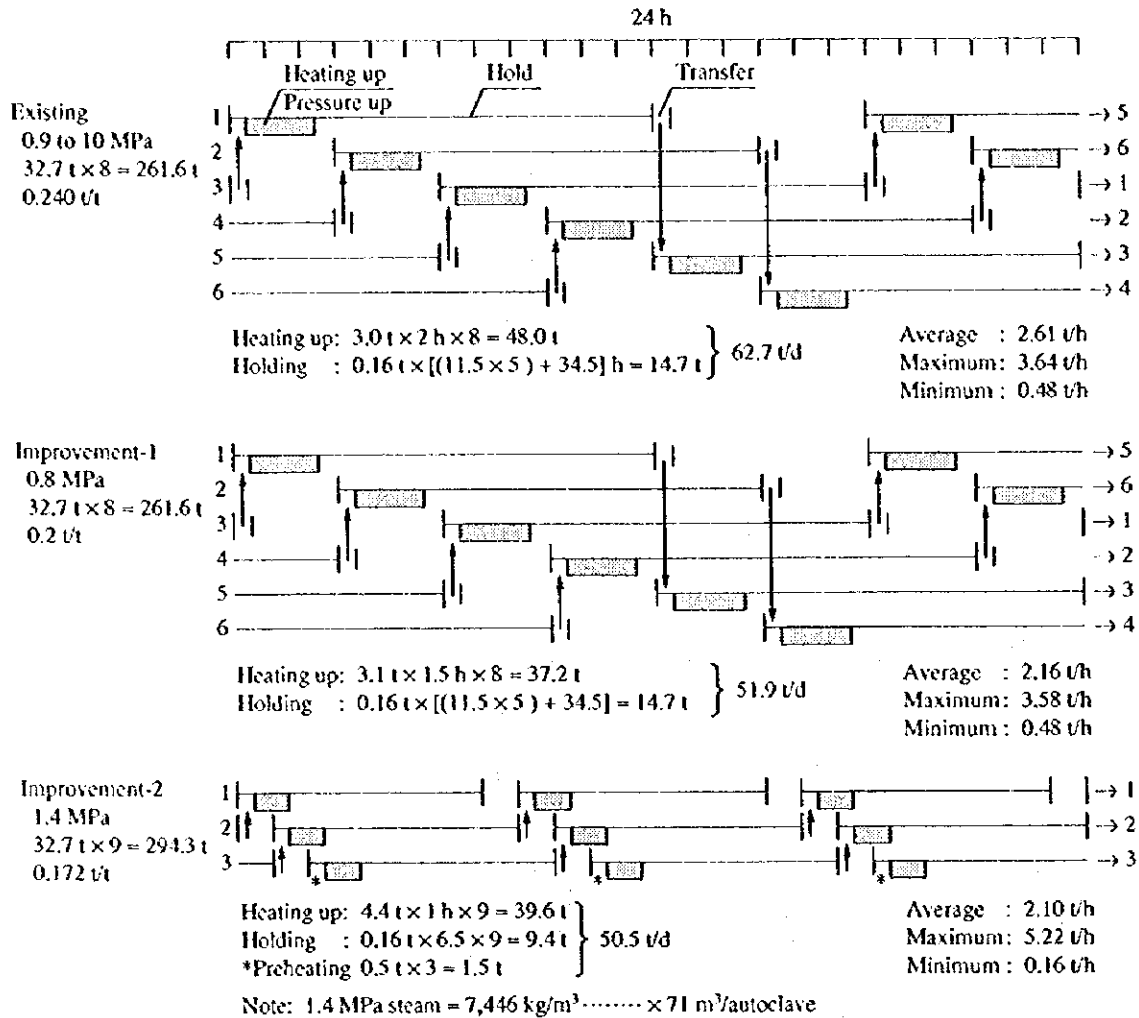 24 h
Heating up
Pressure up
Hold
Transfer
Existing
0.9 to 10 MPa
32.7 t × 8 = 261.6 t
0.240 t/t
1
2
3
4
5
6
→ 5
→ 6
→ 1
→ 2
→ 3
→ 4
Heating up: 3.0 t × 2 h × 8 = 48.0 t
Holding : 0.16 t × [(11.5 × 5 ) + 34.5] h = 14.7 t
62.7 t/d
Average : 2.61 t/h
Maximum : 3.64 t/h
Minimum : 0.48 t/h
Improvement-1
0.8 MPa
32.7 t × 8 = 261.6 t
0.2 t/t
1
2
3
4
5
6
→ 5
→ 6
→ 1
→ 2
→ 3
→ 4
Heating up: 3.1 t × 1.5 h × 8 = 37.2 t
Holding : 0.16 t × [(11.5 × 5 ) + 34.5] = 14.7 t
51.9 t/d
Average : 2.16 t/h
Maximum : 3.58 t/h
Minimum : 0.48 t/h
Improvement-2
1.4 MPa
32.7 t × 9 = 294.3 t
0.172 t/t
1
2
3
* * *
→ 1
→ 2
→ 3
Heating up: 4.4 t × 1 h × 9 = 39.6 t
Holding : 0.16 t × 6.5 × 9 = 9.4 t
*Preheating 0.5 t × 3 = 1.5 t
50.5 t/d
Average : 2.10 t/h
Maximum : 5.22 t/h
Minimum : 0.16 t/h
Note: 1.4 MPa steam = 7,446 kg/m³ ········ × 71 m³/autoclave